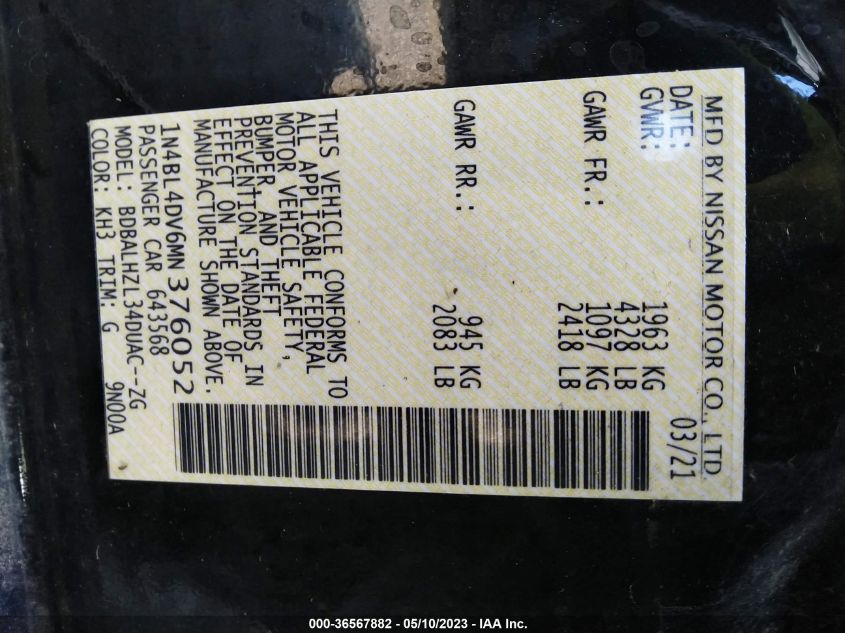 MFD BY NISSAN MOTOR CO., LTD.
DATE: 03/21
GVWR: 1963 KG
4328 LB
GAWR FR.: 1097 KG
2418 LB
GAWR RR.: 945 KG
2083 LB
THIS VEHICLE CONFORMS TO
ALL APPLICABLE FEDERAL
MOTOR VEHICLE SAFETY,
BUMPER AND THEFT
PREVENTION STANDARDS IN
EFFECT ON THE DATE OF
MANUFACTURE SHOWN ABOVE.
1N4BL4DV6MN376052
PASSENGER CAR 643568
MODEL: BDBALHZL34DUAC--ZG
COLOR: KH3 TRIM: G 9N00A
000-36567882 - 05/10/2023 - IAA Inc.